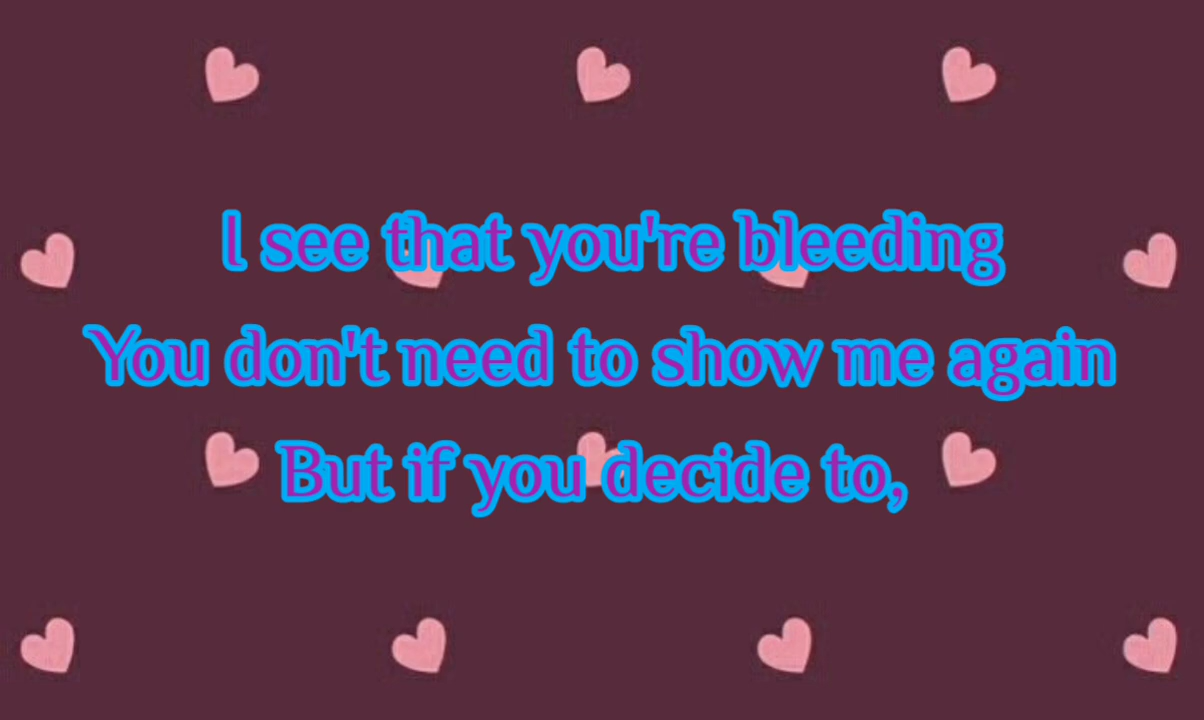 I see that you're bleeding
You don't need to show me again
But if you decide to,